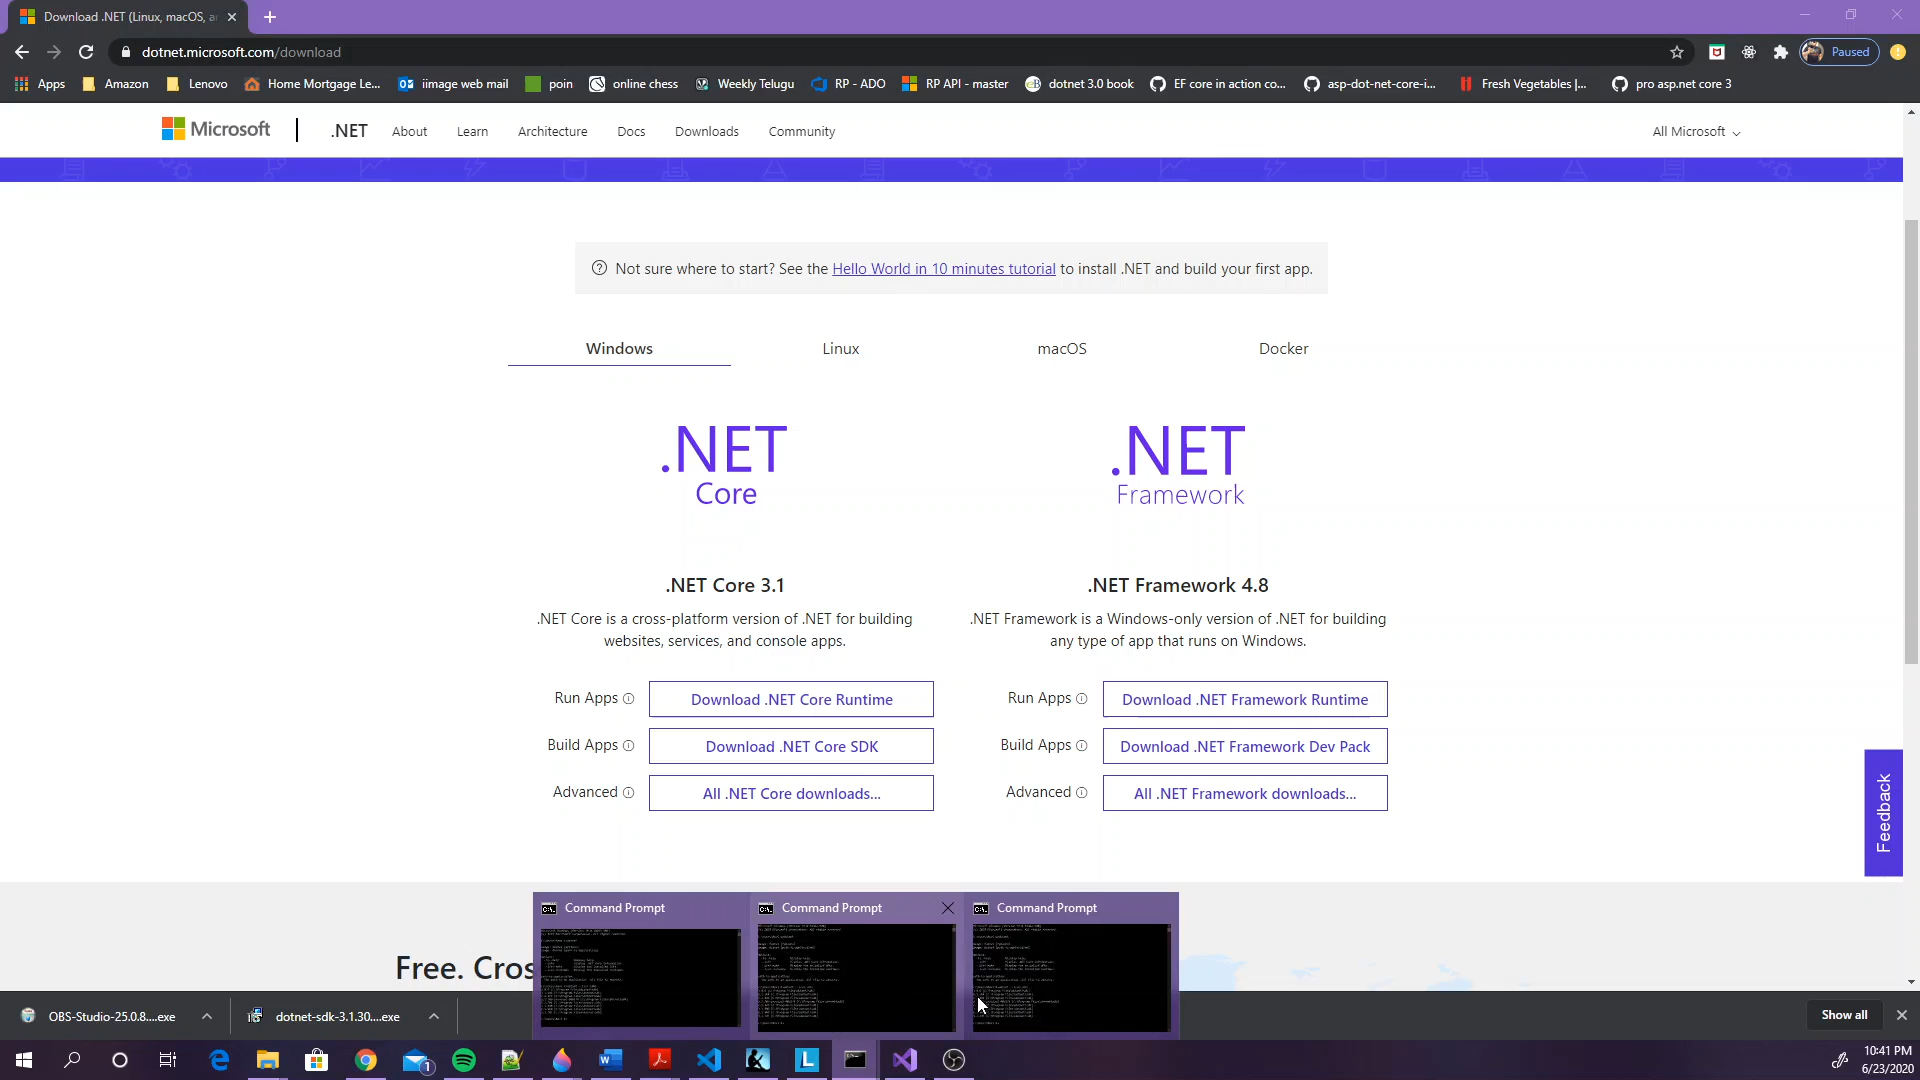 Download .NET (Linux, macOS, a
dotnet.microsoft.com/download
Paused
Apps
Amazon
Lenovo
Home Mortgage Le...
iimage web mail
poin
online chess
Weekly Telugu
RP - ADO
RP API - master
dotnet 3.0 book
EF core in action co...
asp-dot-net-core-i...
Fresh Vegetables |...
pro asp.net core 3
Microsoft
.NET
About
Learn
Architecture
Docs
Downloads
Community
All Microsoft
Not sure where to start? See the Hello World in 10 minutes tutorial to install .NET and build your first app.
Windows
Linux
macOS
Docker
.NET
Core
.NET
Framework
.NET Core 3.1
.NET Core is a cross-platform version of .NET for building
websites, services, and console apps.
Run Apps
Download .NET Core Runtime
Build Apps
Download .NET Core SDK
Advanced
All .NET Core downloads...
.NET Framework 4.8
.NET Framework is a Windows-only version of .NET for building
any type of app that runs on Windows.
Run Apps
Download .NET Framework Runtime
Build Apps
Download .NET Framework Dev Pack
Advanced
All .NET Framework downloads...
Feedback
Free. Cros
Command Prompt
Command Prompt
Command Prompt
OBS-Studio-25.0.8....exe
dotnet-sdk-3.1.30....exe
Show all
1
10:41 PM
6/23/2020